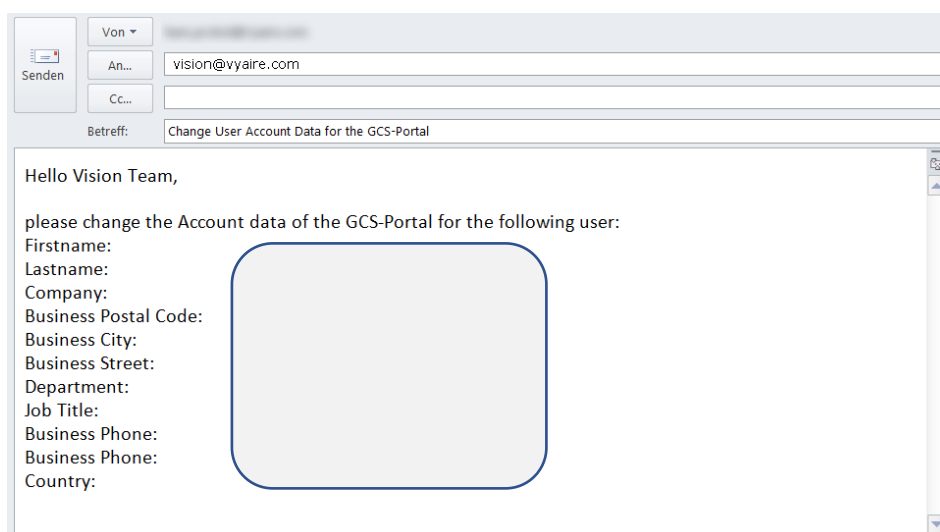 Von
Senden
An...
vision@vyaire.com
Cc...
Betreff:
Change User Account Data for the GCS-Portal
Hello Vision Team,
please change the Account data of the GCS-Portal for the following user:
Firstname:
Lastname:
Company:
Business Postal Code:
Business City:
Business Street:
Department:
Job Title:
Business Phone:
Business Phone:
Country: